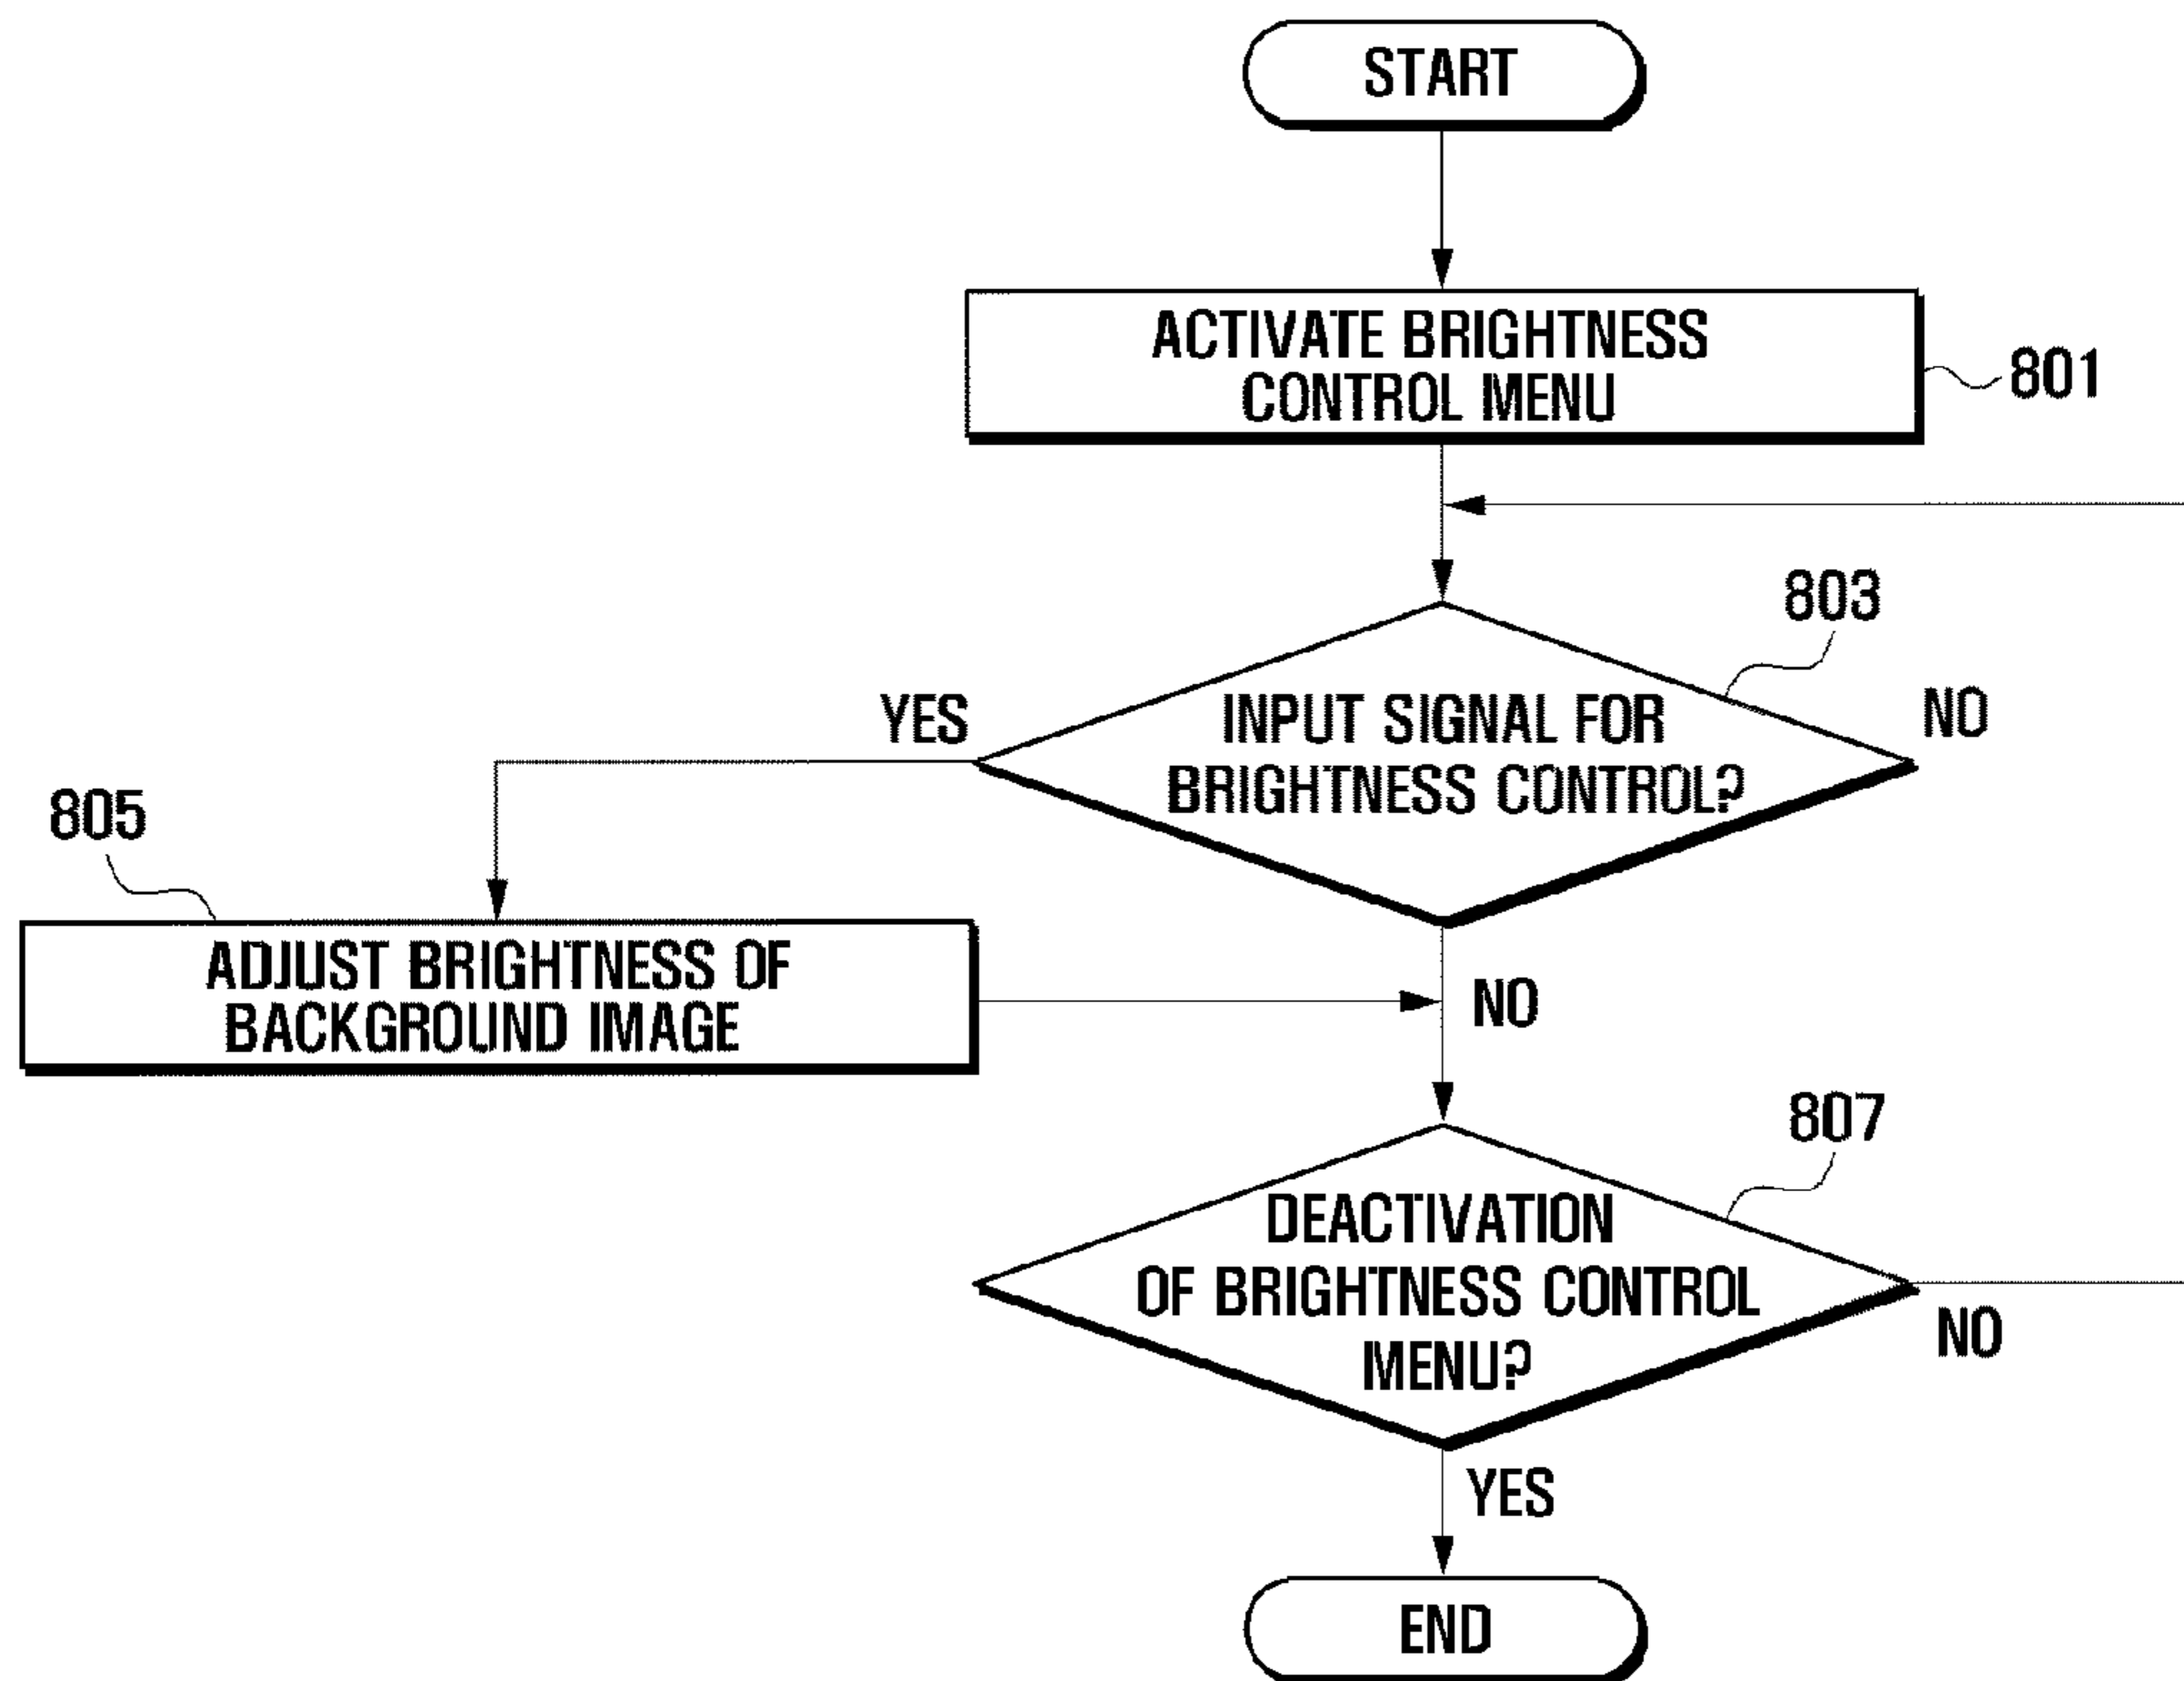 START
ACTIVATE BRIGHTNESS
CONTROL MENU
801
803
YES
INPUT SIGNAL FOR
BRIGHTNESS CONTROL?
NO
805
ADJUST BRIGHTNESS OF
BACKGROUND IMAGE
NO
807
DEACTIVATION
OF BRIGHTNESS CONTROL
MENU?
NO
YES
END